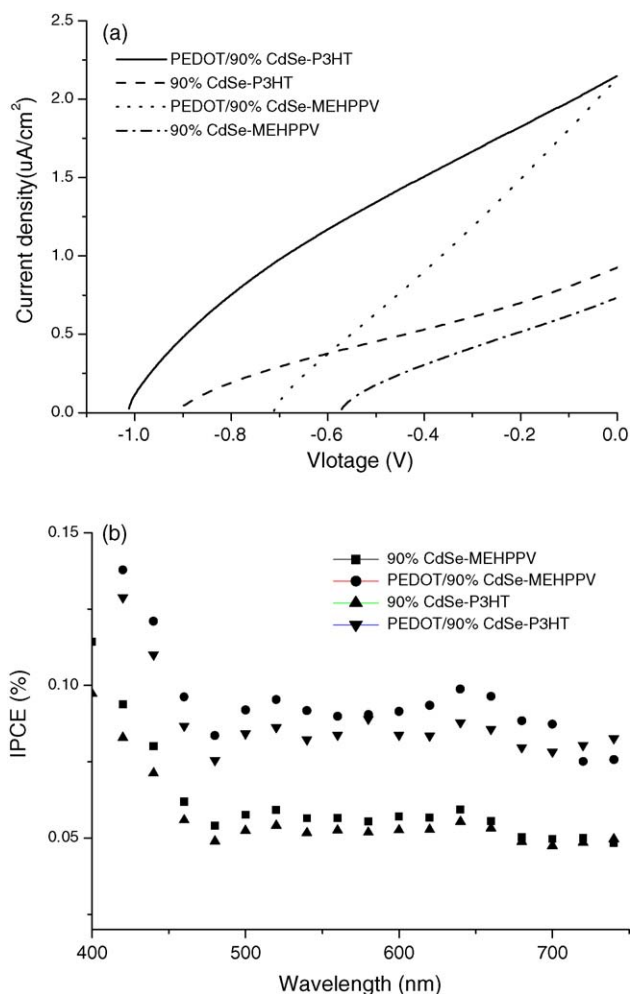 (a)
PEDOT/90% CdSe-P3HT
90% CdSe-P3HT
PEDOT/90% CdSe-MEHPPV
90% CdSe-MEHPPV
2.5
2.0
1.5
1.0
0.5
0.0
Current density(uA/cm²)
-1.0 -0.8 -0.6 -0.4 -0.2 0.0
Vlotage (V)
(b)
90% CdSe-MEHPPV
PEDOT/90% CdSe-MEHPPV
90% CdSe-P3HT
PEDOT/90% CdSe-P3HT
0.15
0.10
0.05
IPCE (%)
400 500 600 700
Wavelength (nm)